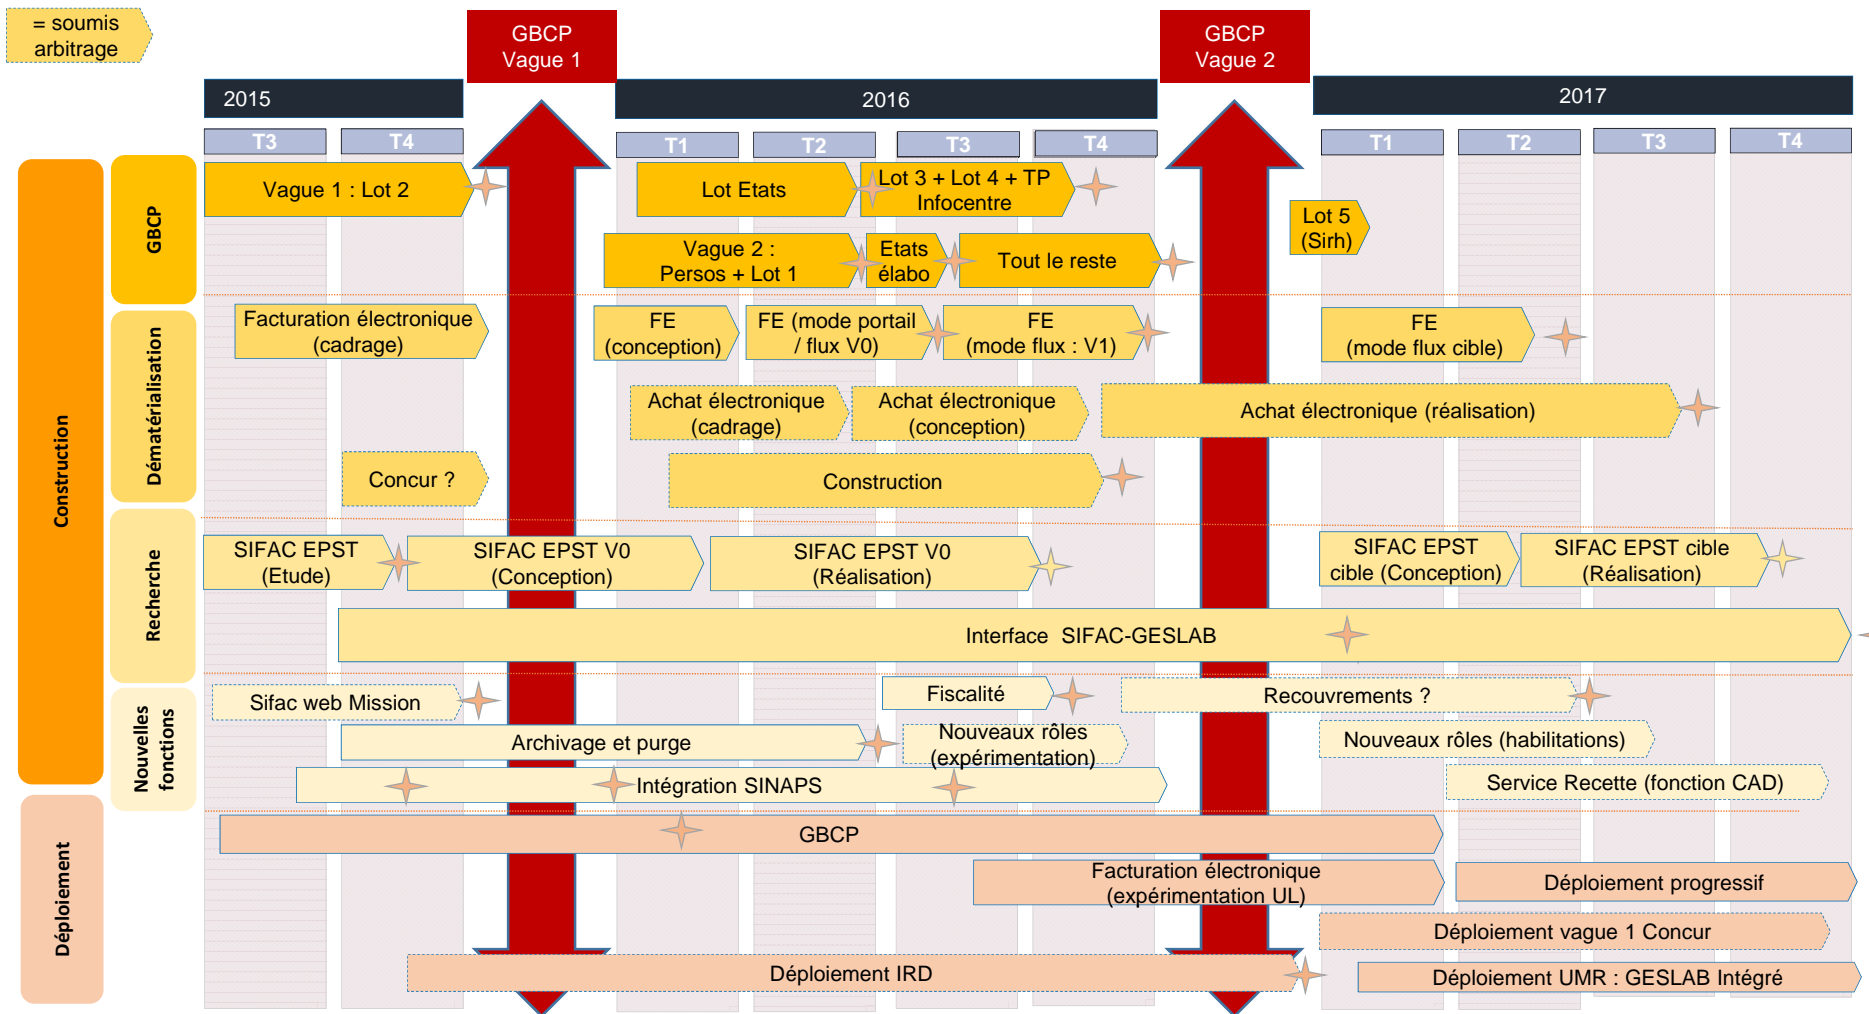 = soumis
arbitrage
GBCP
Vague 1
GBCP
Vague 2
2015
2016
2017
T3
T4
T1
T2
T3
T4
T1
T2
T3
T4
Construction
GBCP
Vague 1 : Lot 2
Lot Etats
Lot 3 + Lot 4 + TP
Infocentre
Lot 5
(Sirh)
Vague 2 :
Persos + Lot 1
Etats
élabo
Tout le reste
Dématérialisation
Facturation électronique
(cadrage)
FE
(conception)
FE (mode portail
/ flux V0)
FE
(mode flux : V1)
FE
(mode flux cible)
Achat électronique
(cadrage)
Achat électronique
(conception)
Achat électronique (réalisation)
Concur ?
Construction
Recherche
SIFAC EPST
(Etude)
SIFAC EPST V0
(Conception)
SIFAC EPST V0
(Réalisation)
SIFAC EPST
cible (Conception)
SIFAC EPST cible
(Réalisation)
Interface SIFAC-GESLAB
Nouvelles
fonctions
Sifac web Mission
Fiscalité
Recouvrements ?
Archivage et purge
Nouveaux rôles
(expérimentation)
Nouveaux rôles (habilitations)
Intégration SINAPS
Service Recette (fonction CAD)
Déploiement
GBCP
Facturation électronique
(expérimentation UL)
Déploiement progressif
Déploiement vague 1 Concur
Déploiement IRD
Déploiement UMR : GESLAB Intégré